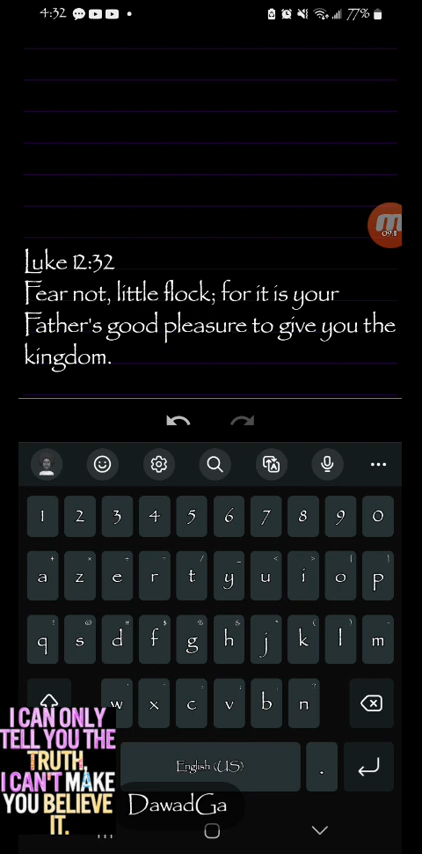 4:32
77%
09:11
Luke 12:32
Fear not, little flock; for it is your
Father's good pleasure to give you the
kingdom.
1 2 3 4 5 6 7 8 9 0
a z e r t y u i o p
q s d f g h j k l m
w x c v b n
English (US) .
I CAN ONLY
TELL YOU THE
TRUTH,
I CAN'T MAKE
YOU BELIEVE
IT.
DawadGa